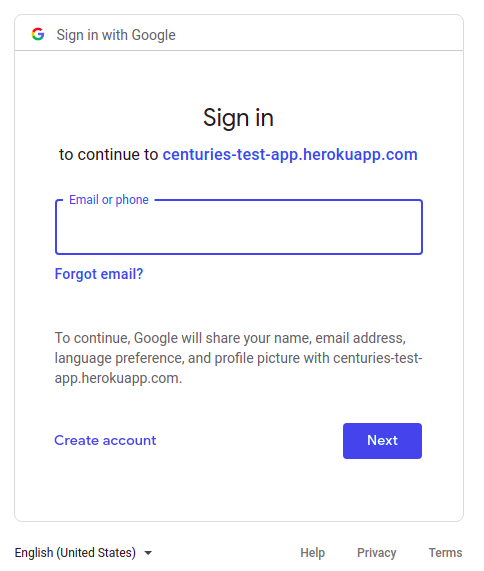 Sign in with Google
Sign in
to continue to centuries-test-app.herokuapp.com
Email or phone
Forgot email?
To continue, Google will share your name, email address,
language preference, and profile picture with centuries-test-
app.herokuapp.com.
Create account Next
English (United States) Help Privacy Terms